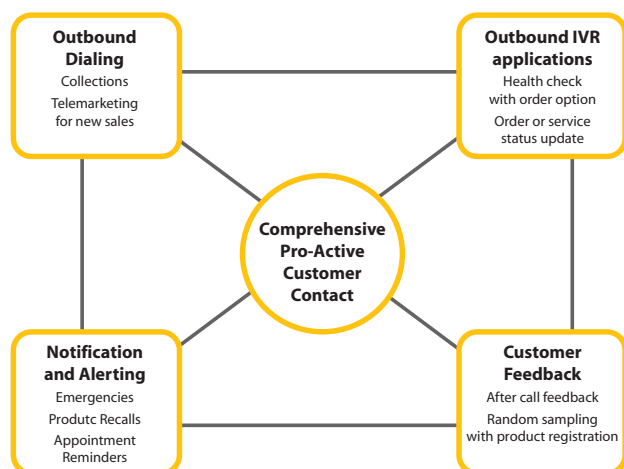 Outbound
Dialing
Collections
Telemarketing
for new sales
Outbound IVR
applications
Health check
with order option
Order or service
status update
Comprehensive
Pro-Active
Customer
Contact
Notification
and Alerting
Emergencies
Produtc Recalls
Appointment
Reminders
Customer
Feedback
After call feedback
Random sampling
with product registration